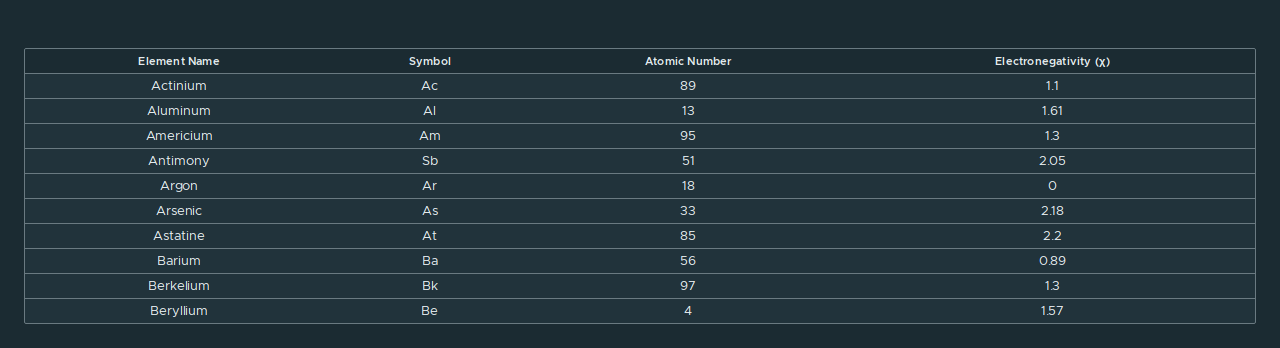 Element Name Symbol Atomic Number Electronegativity (χ)
Actinium Ac 89 1.1
Aluminum Al 13 1.61
Americium Am 95 1.3
Antimony Sb 51 2.05
Argon Ar 18 0
Arsenic As 33 2.18
Astatine At 85 2.2
Barium Ba 56 0.89
Berkelium Bk 97 1.3
Beryllium Be 4 1.57